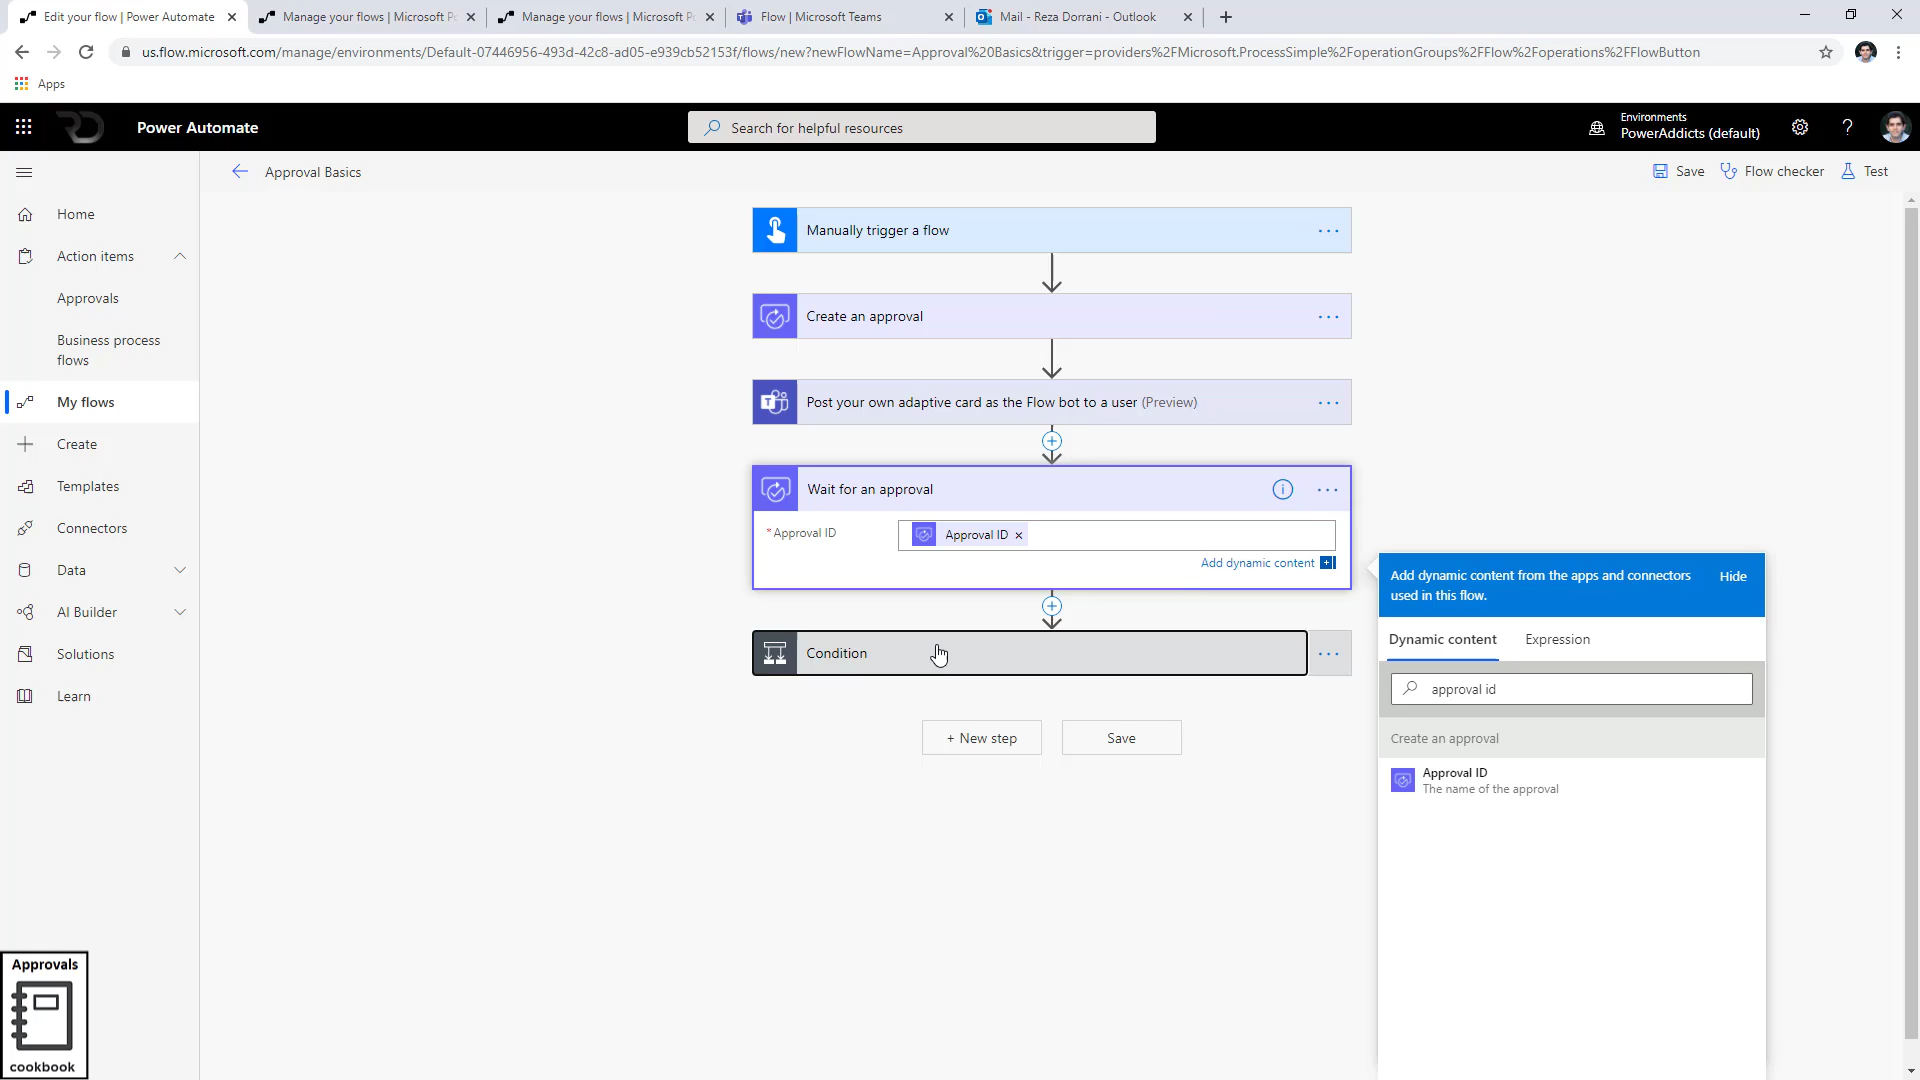 Edit your flow | Power Automate
Manage your flows | Microsoft Po
Manage your flows | Microsoft Po
Flow | Microsoft Teams
Mail - Reza Dorrani - Outlook
us.flow.microsoft.com/manage/environments/Default-07446956-493d-42c8-ad05-e939cb52153f/flows/new?newFlowName=Approval%20Basics&trigger=providers%2FMicrosoft.ProcessSimple%2FoperationGroups%2FFlow%2Foperations%2FFlowButton
Apps
Power Automate
Search for helpful resources
Environments
PowerAddicts (default)
?
Approval Basics
Save
Flow checker
Test
Home
Action items
Approvals
Business process
flows
My flows
Create
Templates
Connectors
Data
AI Builder
Solutions
Learn
Manually trigger a flow
Create an approval
Post your own adaptive card as the Flow bot to a user (Preview)
Wait for an approval
*Approval ID
Approval ID
Add dynamic content
Condition
+ New step
Save
Add dynamic content from the apps and connectors
used in this flow.
Hide
Dynamic content
Expression
approval id
Create an approval
Approval ID
The name of the approval
Approvals
cookbook